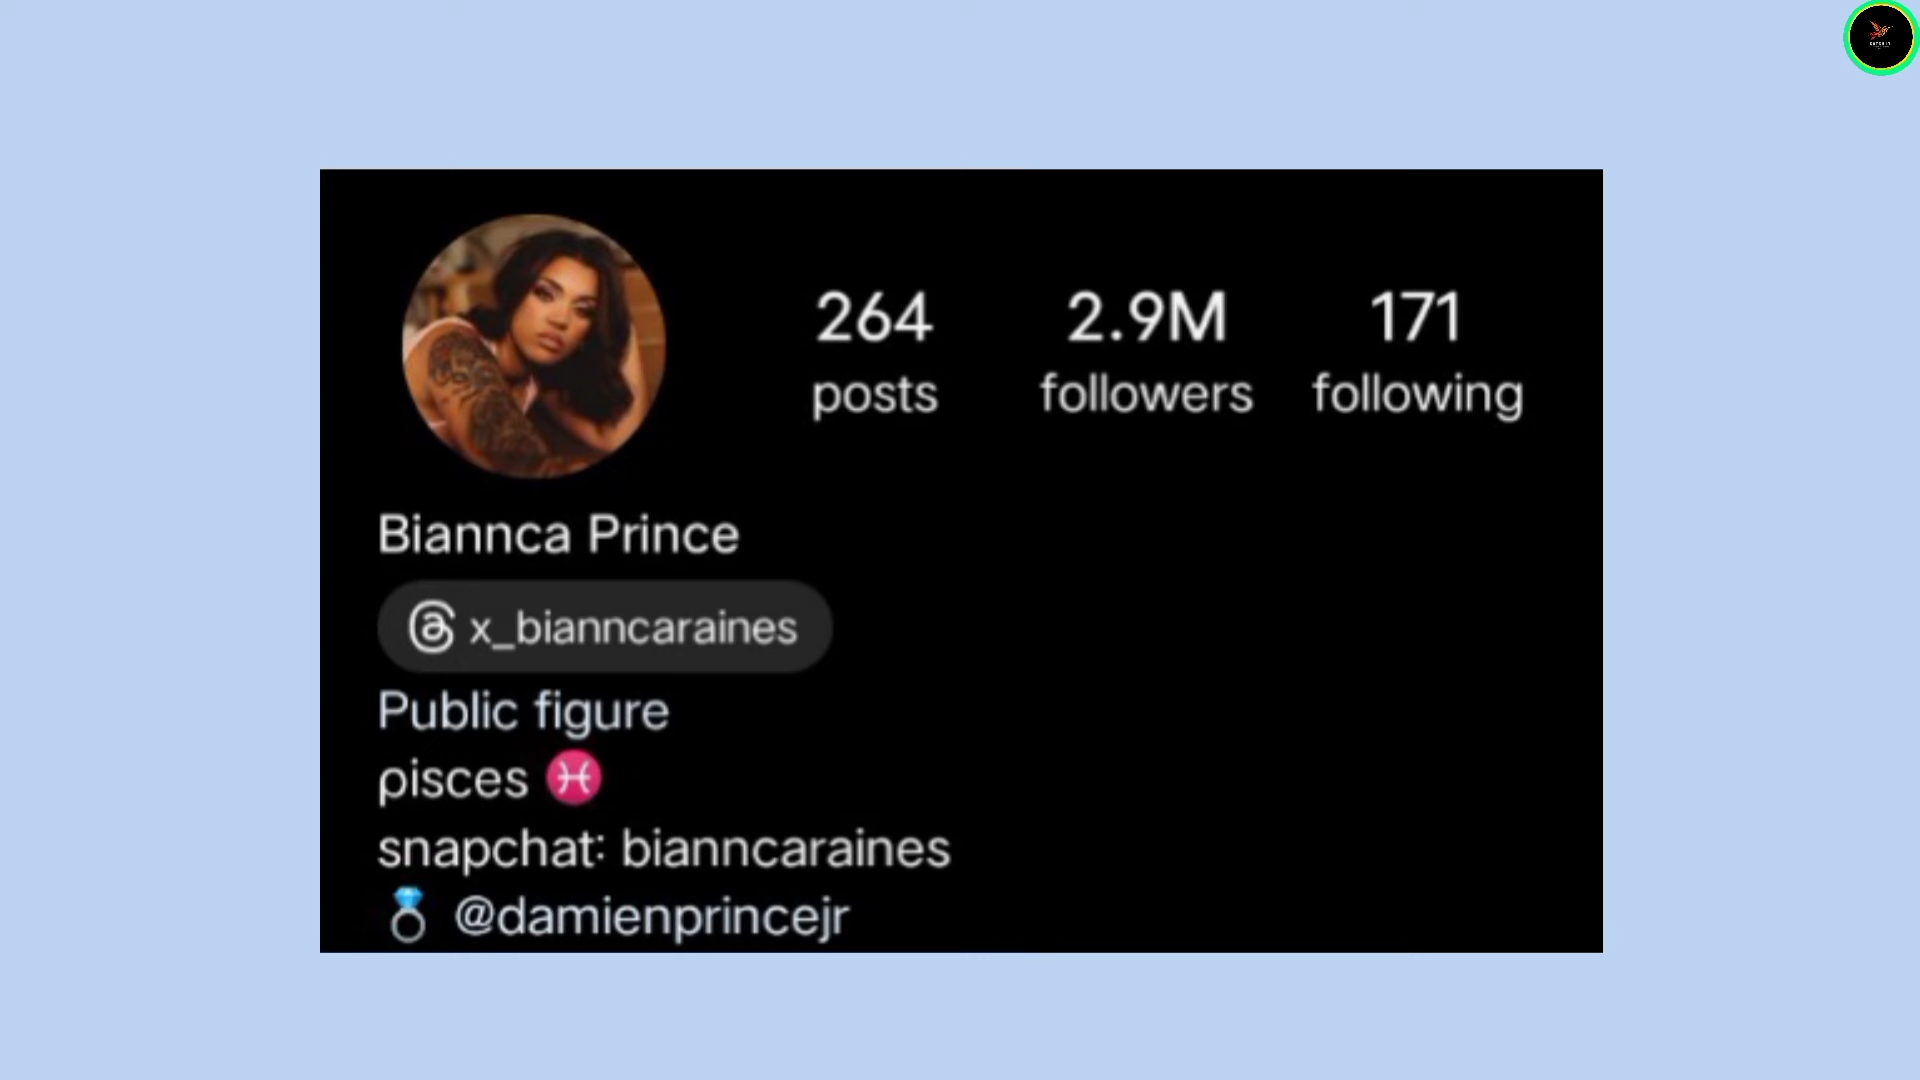 264 2.9M 171
posts followers following
Biannca Prince
x_bianncaraines
Public figure
pisces ♓
snapchat: bianncaraines
💍 @damienprincejr